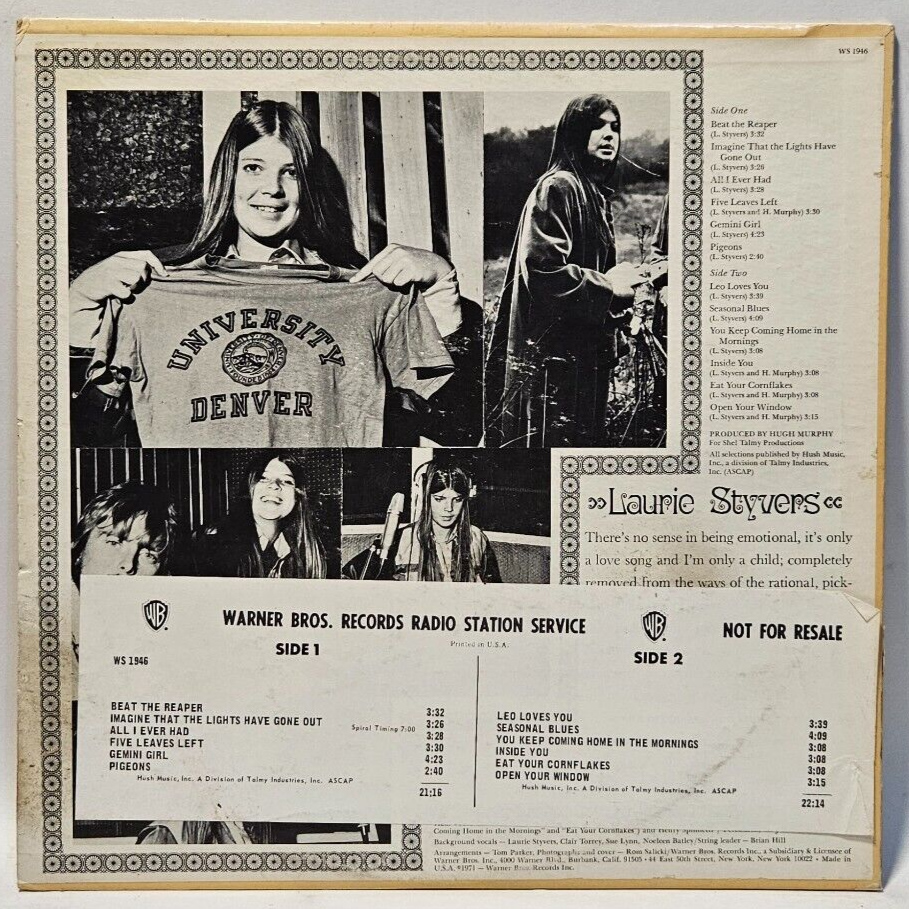 WS 1946
Side One
Beat the Reaper
(L. Styvers) 3:32
Imagine That the Lights Have
Gone Out
(L. Styvers) 3:26
All I Ever Had
(L. Styvers) 3:28
Five Leaves Left
(L. Styvers and H. Murphy) 3:30
Gemini Girl
(L. Styvers) 4:23
Pigeons
(L. Styvers) 2:40
Side Two
Leo Loves You
(L. Styvers) 3:39
Seasonal Blues
(L. Styvers) 4:09
You Keep Coming Home in the
Mornings
(L. Styvers) 3:08
Inside You
(L. Styvers and H. Murphy) 3:08
Eat Your Cornflakes
(L. Styvers and H. Murphy) 3:08
Open Your Window
(L. Styvers and H. Murphy) 3:15
PRODUCED BY HUGH MURPHY
For Shel Talmy Productions
All selections published by Hush Music,
Inc., a division of Talmy Industries,
Inc. (ASCAP)
UNIVERSITY
DENVER
Laurie Styvers
There's no sense in being emotional, it's only
a love song and I'm only a child; completely
removed from the ways of the rational, pick-
WB WARNER BROS. RECORDS RADIO STATION SERVICE WB NOT FOR RESALE
Printed in U.S.A.
SIDE 1
WS 1946
BEAT THE REAPER 3:32
IMAGINE THAT THE LIGHTS HAVE GONE OUT 3:26
ALL I EVER HAD Spiral Timing 7:00 3:28
FIVE LEAVES LEFT 3:30
GEMINI GIRL 4:23
PIGEONS 2:40
Hush Music, Inc. A Division of Talmy Industries, Inc. ASCAP
21:16
SIDE 2
LEO LOVES YOU 3:39
SEASONAL BLUES 4:09
YOU KEEP COMING HOME IN THE MORNINGS 3:08
INSIDE YOU 3:08
EAT YOUR CORNFLAKES 3:08
OPEN YOUR WINDOW 3:15
Hush Music, Inc. A Division of Talmy Industries, Inc. ASCAP
22:14
Coming Home in the Mornings" and "Eat Your Cornflakes") and Henry
Background vocals — Laurie Styvers, Clair Torrey, Sue Lynn, Noeleen Batley/String leader — Brian Hill
Arrangements — Tom Parker, Photographs and cover — Ross Salicki/Warner Bros. Records Inc., a Subsidiary & Licensee of
Warner Bros. Inc., 4000 Warner Blvd., Burbank, Calif. 91505 • 44 East 50th Street, New York, New York 10022 • Made in
U.S.A. ℗1971 — Warner Bros. Records Inc.